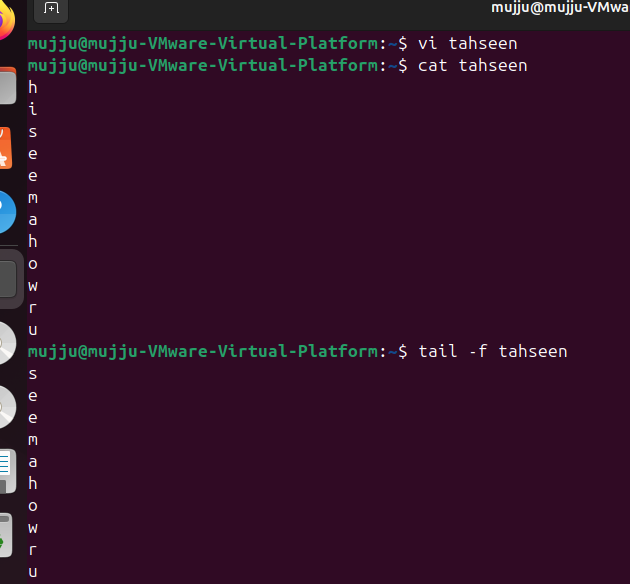 mujju@mujju-VMwa
mujju@mujju-VMware-Virtual-Platform:~$ vi tahseen
mujju@mujju-VMware-Virtual-Platform:~$ cat tahseen
h
i
s
e
e
m
a
h
o
w
r
u
mujju@mujju-VMware-Virtual-Platform:~$ tail -f tahseen
s
e
e
m
a
h
o
w
r
u